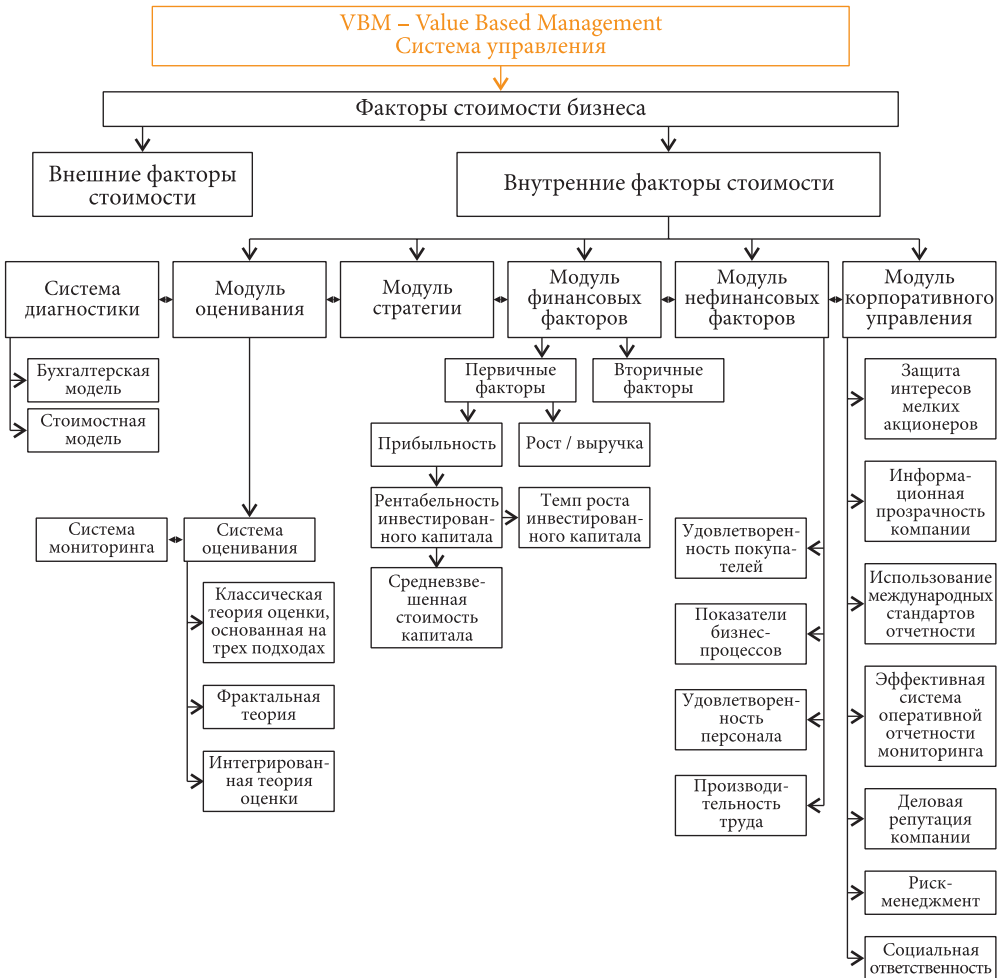 VBM – Value Based Management
Система управления
Факторы стоимости бизнеса
Внешние факторы
стоимости
Внутренние факторы стоимости
Система
диагностики
Модуль
оценивания
Модуль
стратегии
Модуль
финансовых
факторов
Модуль
нефинансовых
факторов
Модуль
корпоративного
управления
Бухгалтерская
модель
Стоимостная
модель
Система
мониторинга
Система
оценивания
Классическая
теория оценки,
основанная на
трех подходах
Фрактальная
теория
Интегрирован-
ная теория
оценки
Первичные
факторы
Вторичные
факторы
Прибыльность
Рост / выручка
Рентабельность
инвестирован-
ного капитала
Темп роста
инвестирован-
ного капитала
Средневзве-
шенная
стоимость
капитала
Удовлетворен-
ность покупа-
телей
Показатели
бизнес-
процессов
Удовлетворен-
ность
персонала
Производи-
тельность
труда
Защита
интересов
мелких
акционеров
Информа-
ционная
прозрачность
компании
Использование
международных
стандартов
отчетности
Эффективная
система
оперативной
отчетности
мониторинга
Деловая
репутация
компании
Риск-
менеджмент
Социальная
ответственность